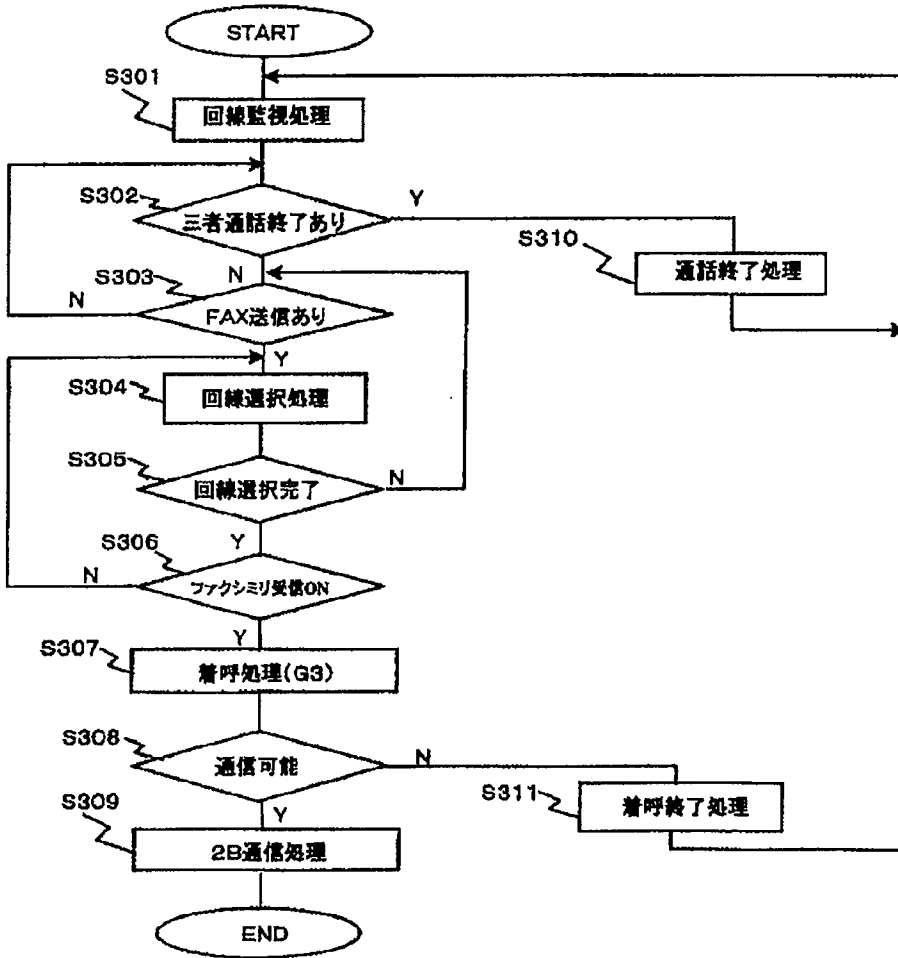 START
S301
回線監視処理
S302
三者通話終了あり
Y
S310
通話終了処理
N
S303
FAX送信あり
N
Y
S304
回線選択処理
S305
回線選択完了
N
Y
S306
ファクシミリ受信ON
N
Y
S307
着呼処理(G3)
S308
通信可能
N
S311
着呼終了処理
Y
S309
2B通信処理
END